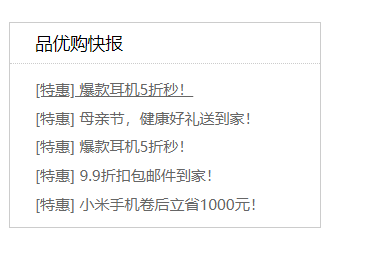 品优购快报
[特惠] 爆款耳机5折秒！
[特惠] 母亲节，健康好礼送到家！
[特惠] 爆款耳机5折秒！
[特惠] 9.9折扣包邮件到家！
[特惠] 小米手机卷后立省1000元！